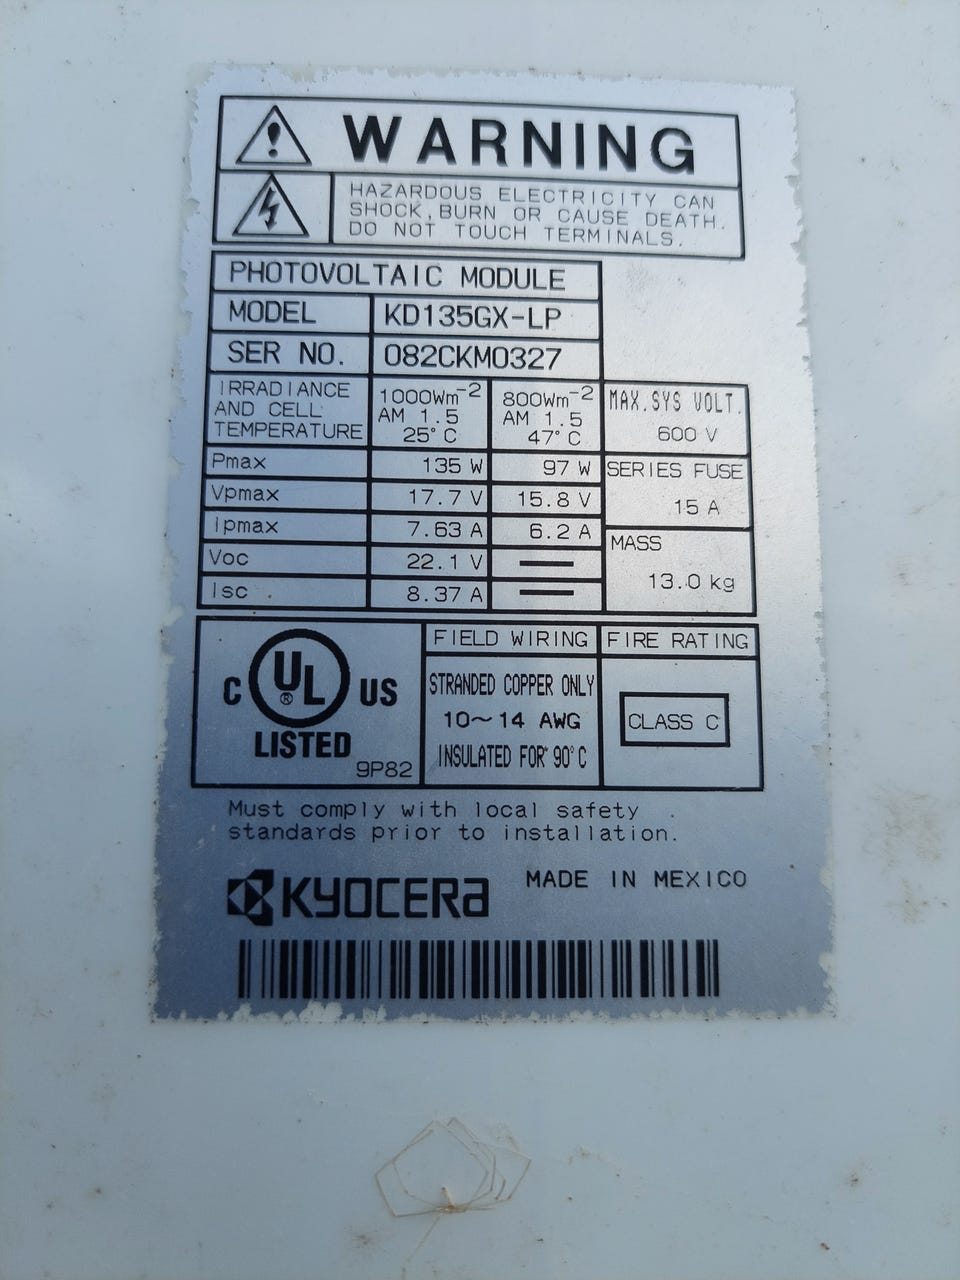 WARNING
HAZARDOUS ELECTRICITY CAN
SHOCK, BURN OR CAUSE DEATH.
DO NOT TOUCH TERMINALS.
PHOTOVOLTAIC MODULE
MODEL KD135GX-LP
SER NO. 082CKM0327
IRRADIANCE AND CELL TEMPERATURE 1000Wm⁻² AM 1.5 25°C 800Wm⁻² AM 1.5 47°C
MAX. SYS VOLT.
600 V
Pmax 135 W 97 W
Vpmax 17.7 V 15.8 V
Ipmax 7.63 A 6.2 A
Voc 22.1 V —
Isc 8.37 A —
SERIES FUSE
15 A
MASS
13.0 kg
C UL ® US
LISTED
9P82
FIELD WIRING
STRANDED COPPER ONLY
10~14 AWG
INSULATED FOR 90°C
FIRE RATING
CLASS C
Must comply with local safety
standards prior to installation.
KYOCERA MADE IN MEXICO